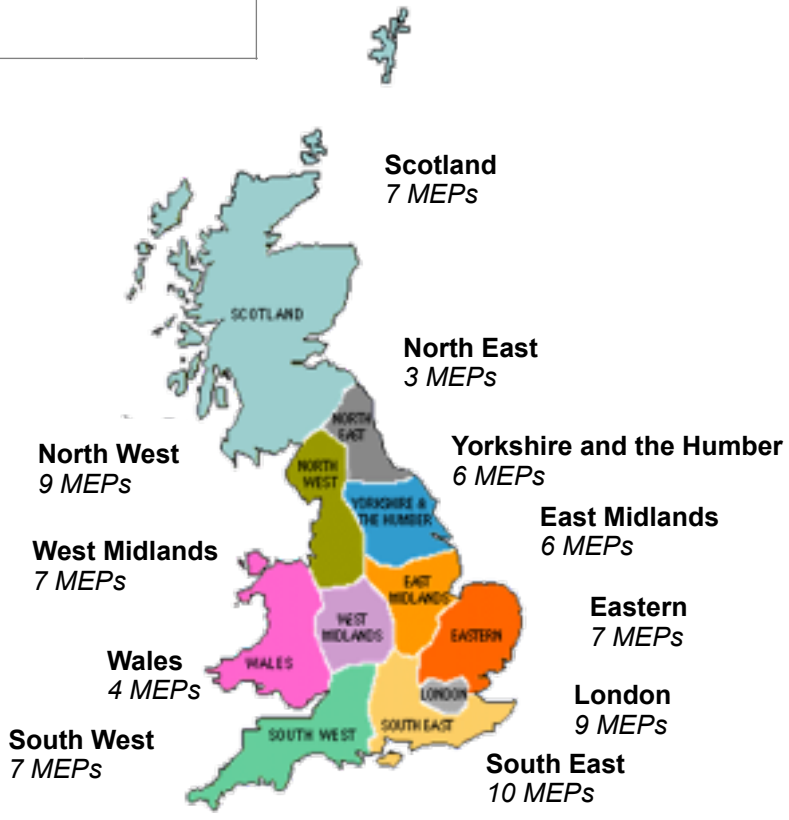 Scotland
7 MEPs
SCOTLAND
North East
3 MEPs
NORTH
EAST
North West
9 MEPs
NORTH
WEST
Yorkshire and the Humber
6 MEPs
YORKSHIRE &
THE HUMBER
East Midlands
6 MEPs
EAST
MIDLANDS
West Midlands
7 MEPs
WEST
MIDLANDS
Eastern
7 MEPs
EASTERN
Wales
4 MEPs
WALES
London
9 MEPs
LONDON
South West
7 MEPs
SOUTH WEST
SOUTH EAST
South East
10 MEPs